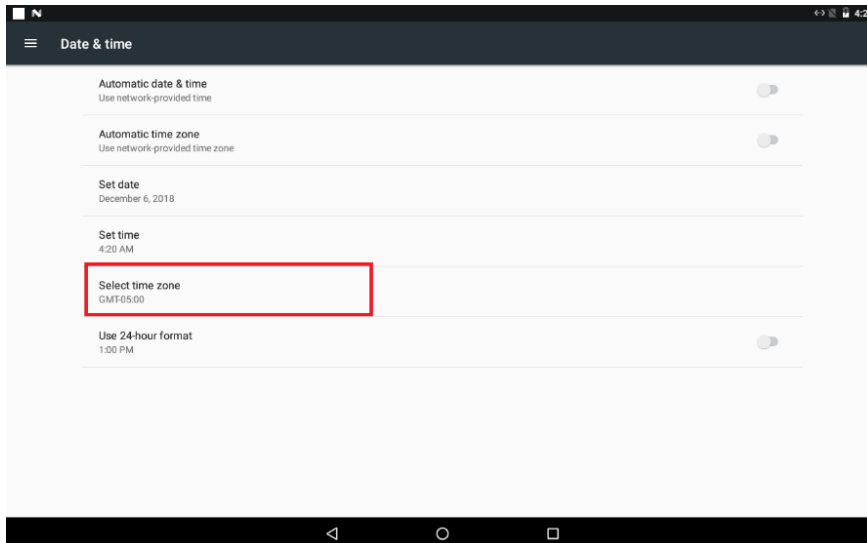 N 4:2
Date & time
Automatic date & time
Use network-provided time
Automatic time zone
Use network-provided time zone
Set date
December 6, 2018
Set time
4:20 AM
Select time zone
GMT-05:00
Use 24-hour format
1:00 PM